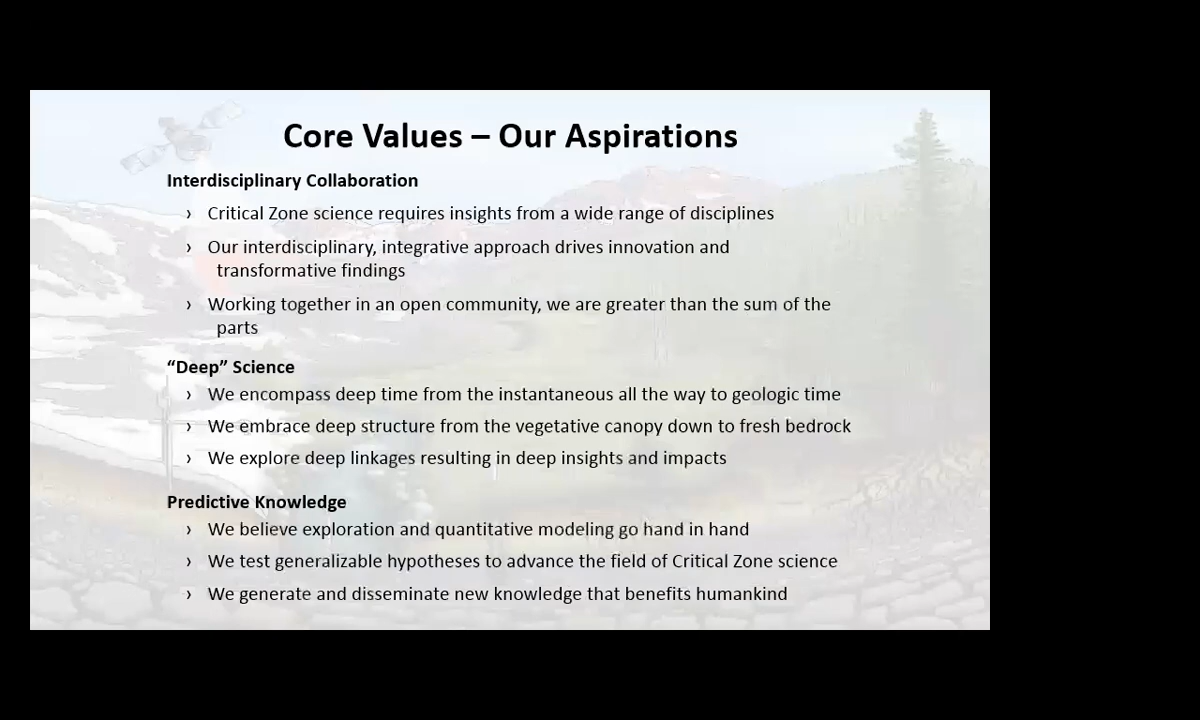 Core Values – Our Aspirations
Interdisciplinary Collaboration
› Critical Zone science requires insights from a wide range of disciplines
› Our interdisciplinary, integrative approach drives innovation and
transformative findings
› Working together in an open community, we are greater than the sum of the
parts
“Deep” Science
› We encompass deep time from the instantaneous all the way to geologic time
› We embrace deep structure from the vegetative canopy down to fresh bedrock
› We explore deep linkages resulting in deep insights and impacts
Predictive Knowledge
› We believe exploration and quantitative modeling go hand in hand
› We test generalizable hypotheses to advance the field of Critical Zone science
› We generate and disseminate new knowledge that benefits humankind